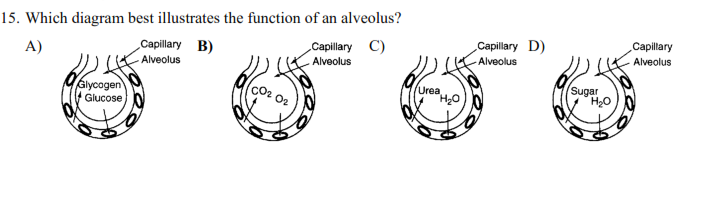 15. Which diagram best illustrates the function of an alveolus?
A) Capillary Alveolus Glycogen Glucose
B) Capillary Alveolus CO2 O2
C) Capillary Alveolus Urea H2O
D) Capillary Alveolus Sugar H2O